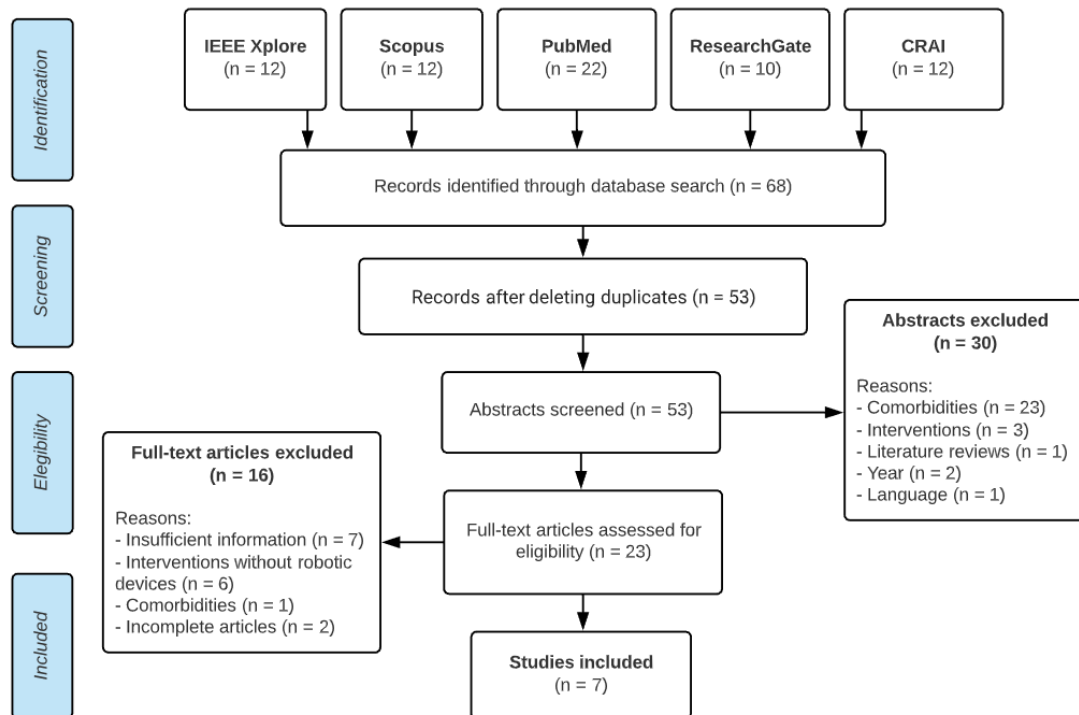 Identification
IEEE Xplore
(n = 12)
Scopus
(n = 12)
PubMed
(n = 22)
ResearchGate
(n = 10)
CRAI
(n = 12)
Records identified through database search (n = 68)
Screening
Records after deleting duplicates (n = 53)
Elegibility
Abstracts screened (n = 53)
Abstracts excluded
(n = 30)
Reasons:
- Comorbidities (n = 23)
- Interventions (n = 3)
- Literature reviews (n = 1)
- Year (n = 2)
- Language (n = 1)
Full-text articles excluded
(n = 16)
Reasons:
- Insufficient information (n = 7)
- Interventions without robotic
devices (n = 6)
- Comorbidities (n = 1)
- Incomplete articles (n = 2)
Full-text articles assessed for
eligibility (n = 23)
Included
Studies included
(n = 7)